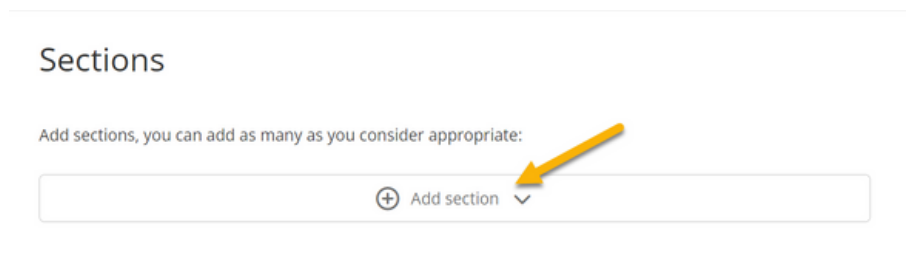 Sections
Add sections, you can add as many as you consider appropriate:
Add section